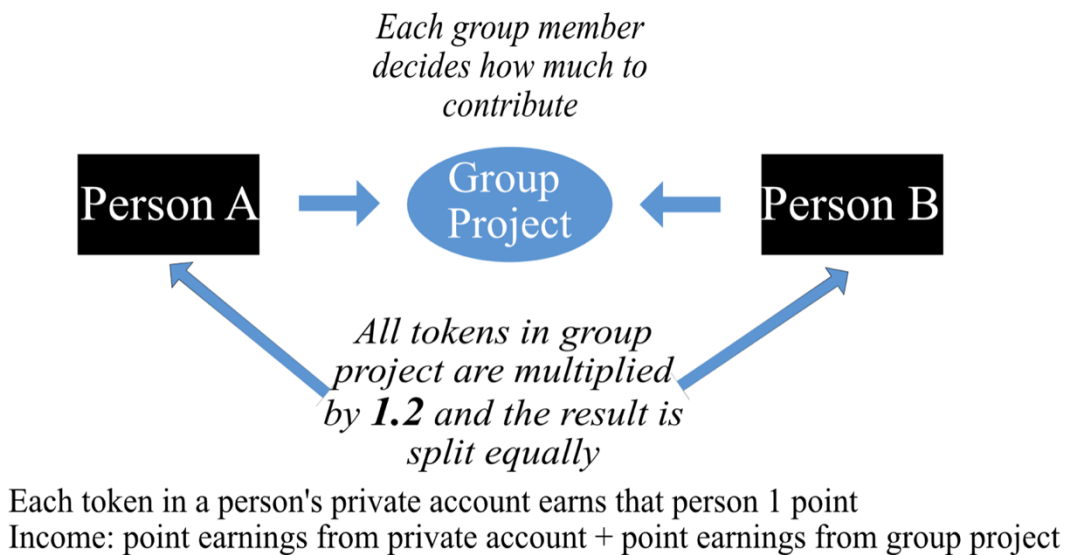 Each group member
decides how much to
contribute
Person A
Group
Project
Person B
All tokens in group
project are multiplied
by 1.2 and the result is
split equally
Each token in a person's private account earns that person 1 point
Income: point earnings from private account + point earnings from group project